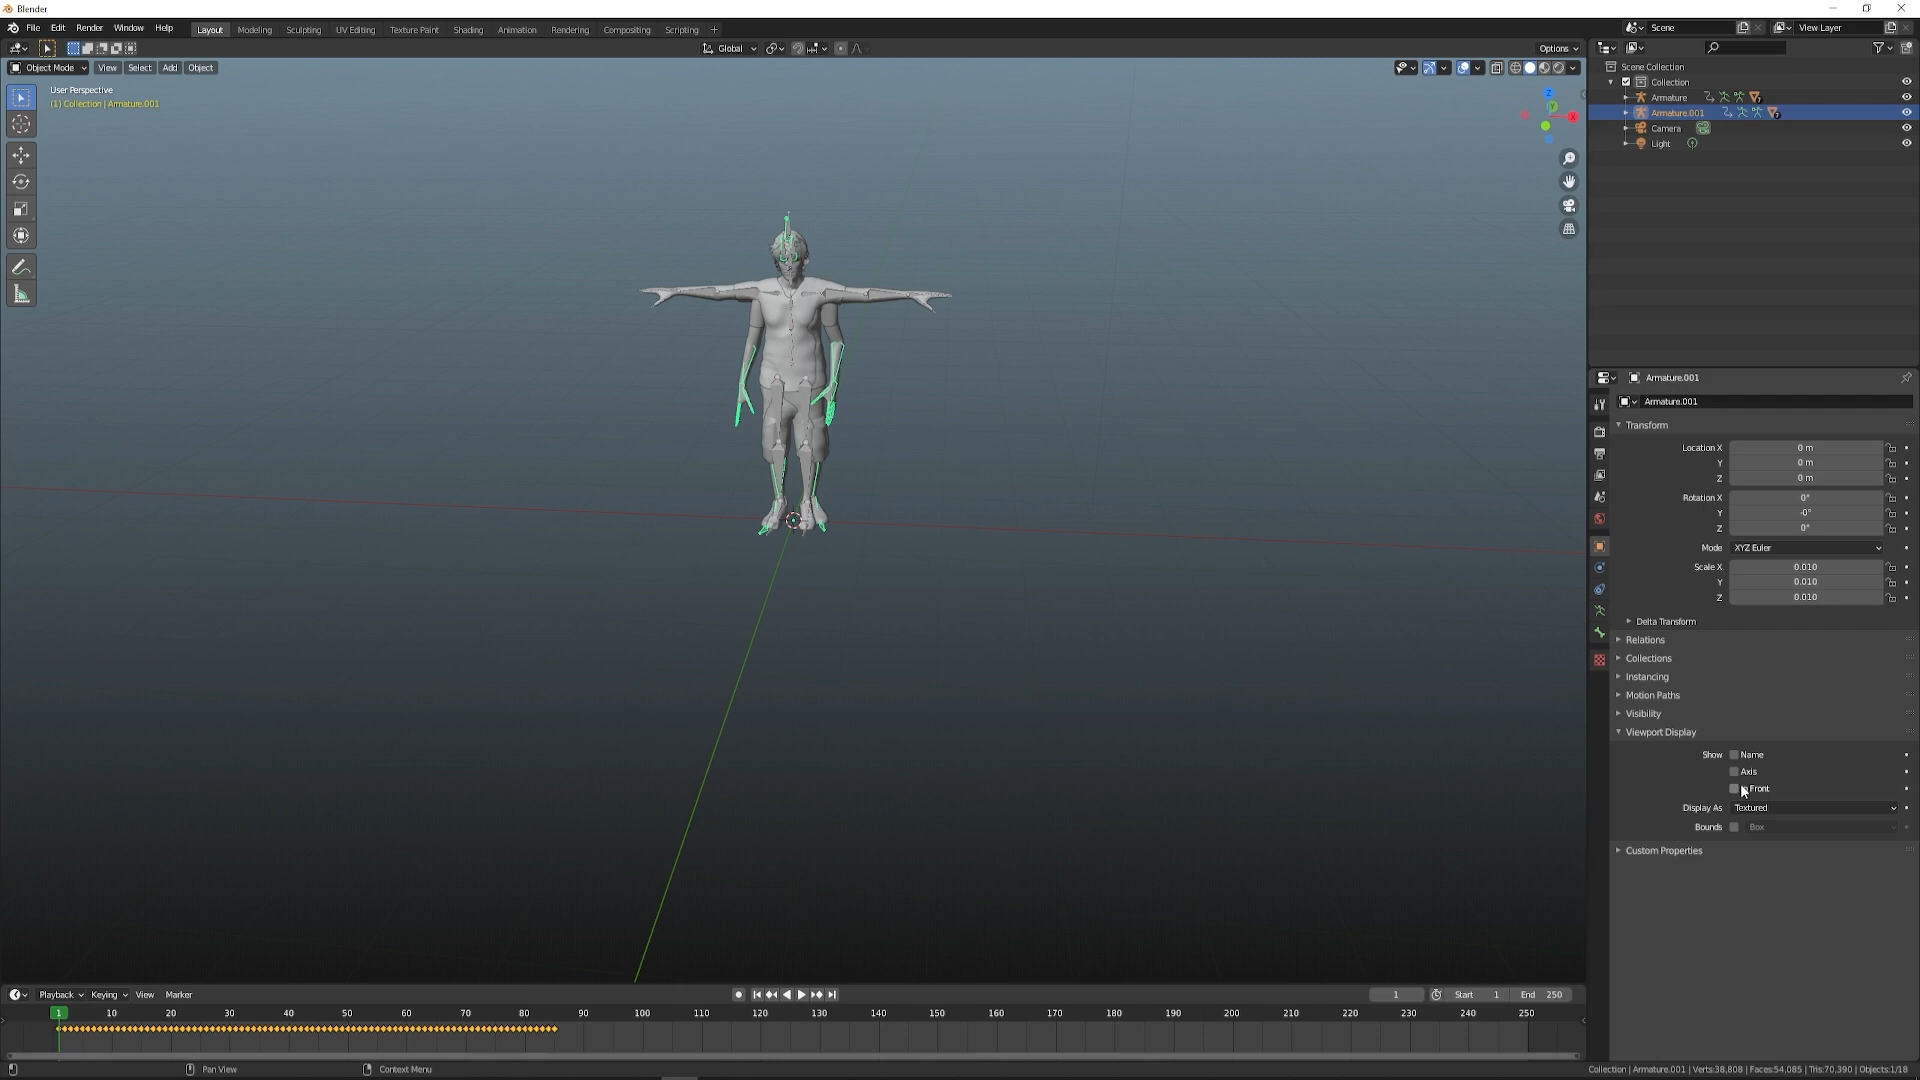 Blender
File Edit Render Window Help
Layout Modeling Sculpting UV Editing Texture Paint Shading Animation Rendering Compositing Scripting +
Scene View Layer
Global Options
Object Mode View Select Add Object
User Perspective
(1) Collection | Armature.001
Z
Y
X
Scene Collection
Collection
Armature
Armature.001
Camera
Light
Armature.001
Armature.001
Transform
Location X 0 m
Y 0 m
Z 0 m
Rotation X 0°
Y -0°
Z 0°
Mode XYZ Euler
Scale X 0.010
Y 0.010
Z 0.010
Delta Transform
Relations
Collections
Instancing
Motion Paths
Visibility
Viewport Display
Show Name
Axis
Front
Display As Textured
Bounds Box
Custom Properties
Playback Keying View Marker
1 Start 1 End 250
1 10 20 30 40 50 60 70 80 90 100 110 120 130 140 150 160 170 180 190 200 210 220 230 240 250
Pan View Context Menu
Collection | Armature.001 | Verts:38,808 | Faces:54,085 | Tris:70,390 | Objects:1/18